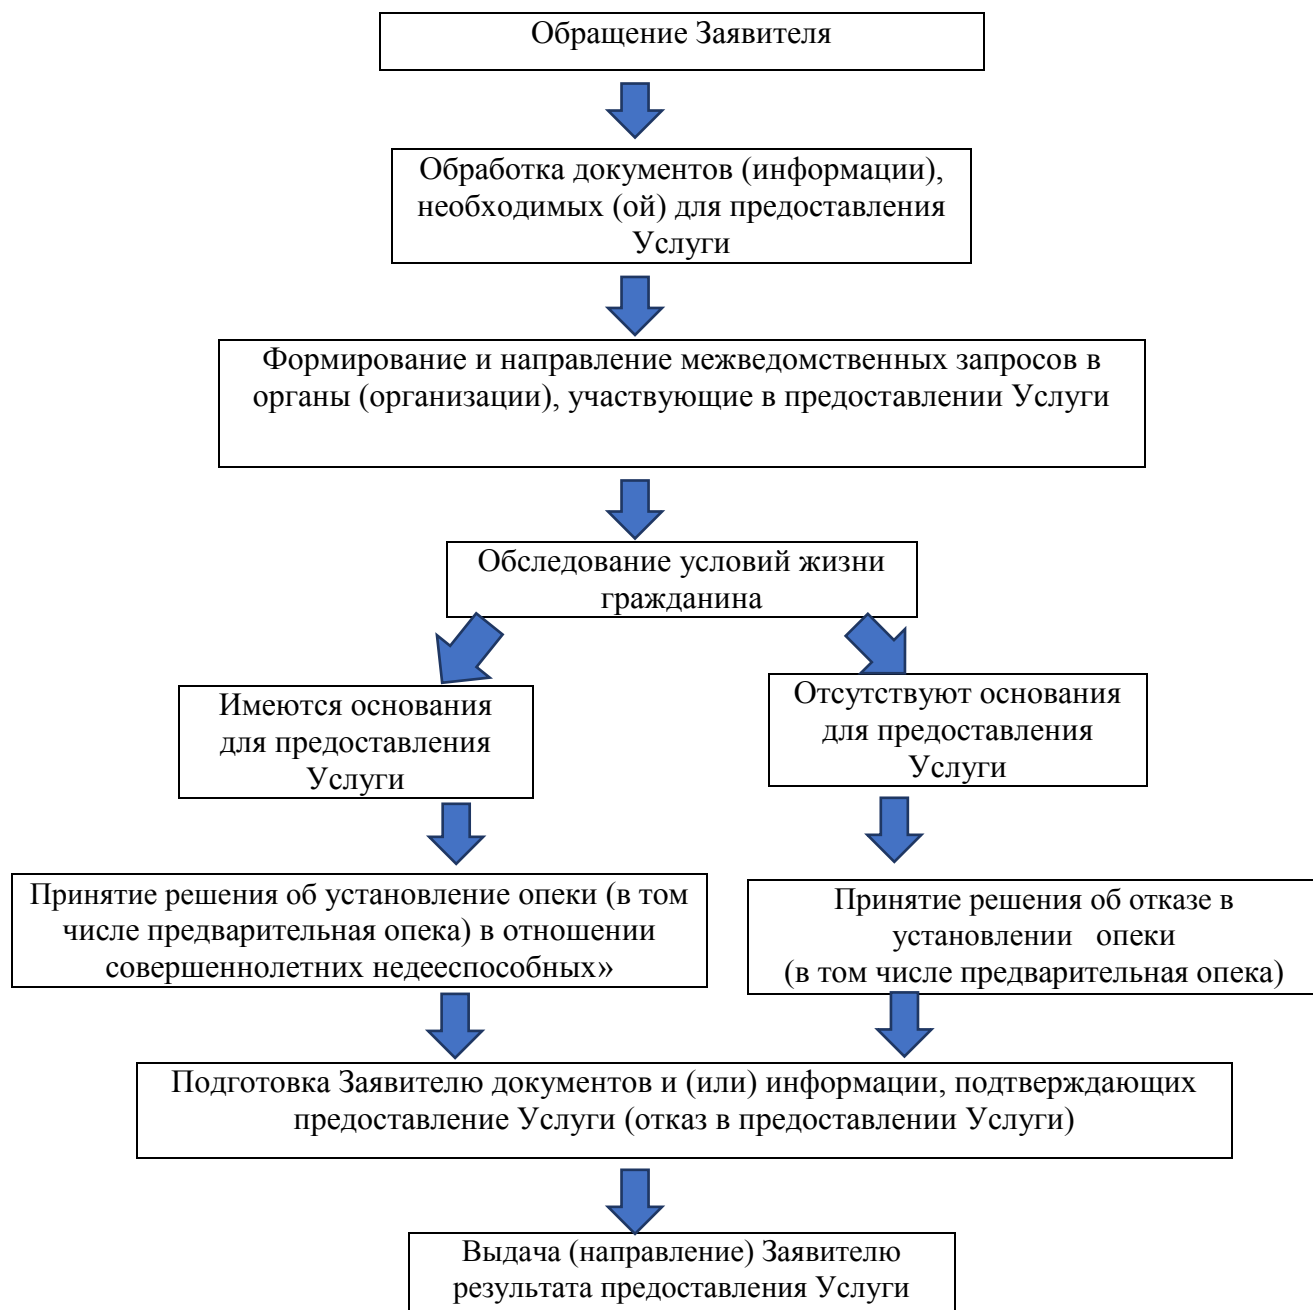 Обращение Заявителя
Обработка документов (информации),
необходимых (ой) для предоставления
Услуги
Формирование и направление межведомственных запросов в
органы (организации), участвующие в предоставлении Услуги
Обследование условий жизни
гражданина
Имеются основания
для предоставления
Услуги
Отсутствуют основания
для предоставления
Услуги
Принятие решения об установление опеки (в том
числе предварительная опека) в отношении
совершеннолетних недееспособных»
Принятие решения об отказе в
установлении опеки
(в том числе предварительная опека)
Подготовка Заявителю документов и (или) информации, подтверждающих
предоставление Услуги (отказ в предоставлении Услуги)
Выдача (направление) Заявителю
результата предоставления Услуги